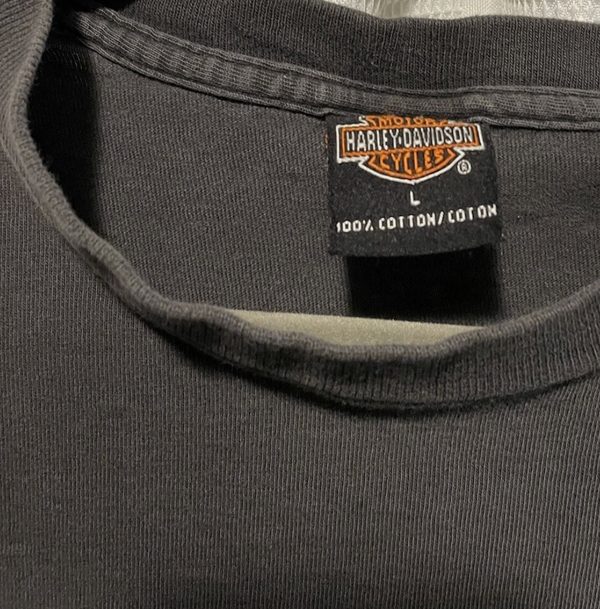 MOTOR
HARLEY-DAVIDSON
CYCLES
®
L
100% COTTON/COTON